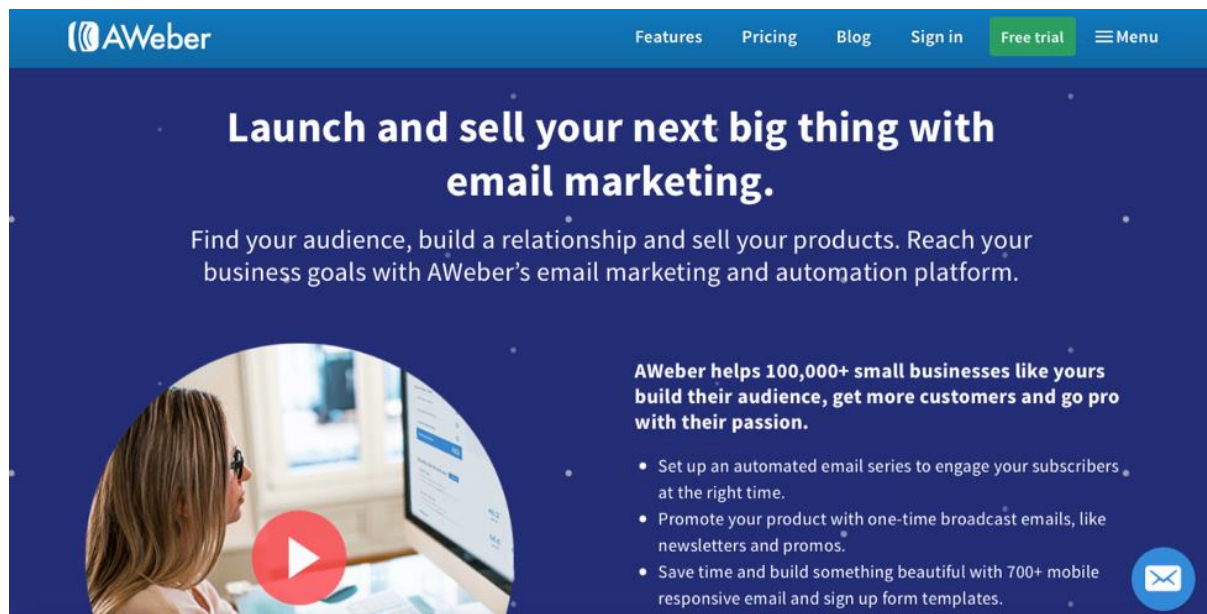 AWeber
Features Pricing Blog Sign in Free trial Menu
Launch and sell your next big thing with
email marketing.
Find your audience, build a relationship and sell your products. Reach your
business goals with AWeber’s email marketing and automation platform.
AWeber helps 100,000+ small businesses like yours
build their audience, get more customers and go pro
with their passion.
• Set up an automated email series to engage your subscribers
at the right time.
• Promote your product with one-time broadcast emails, like
newsletters and promos.
• Save time and build something beautiful with 700+ mobile
responsive email and sign up form templates.